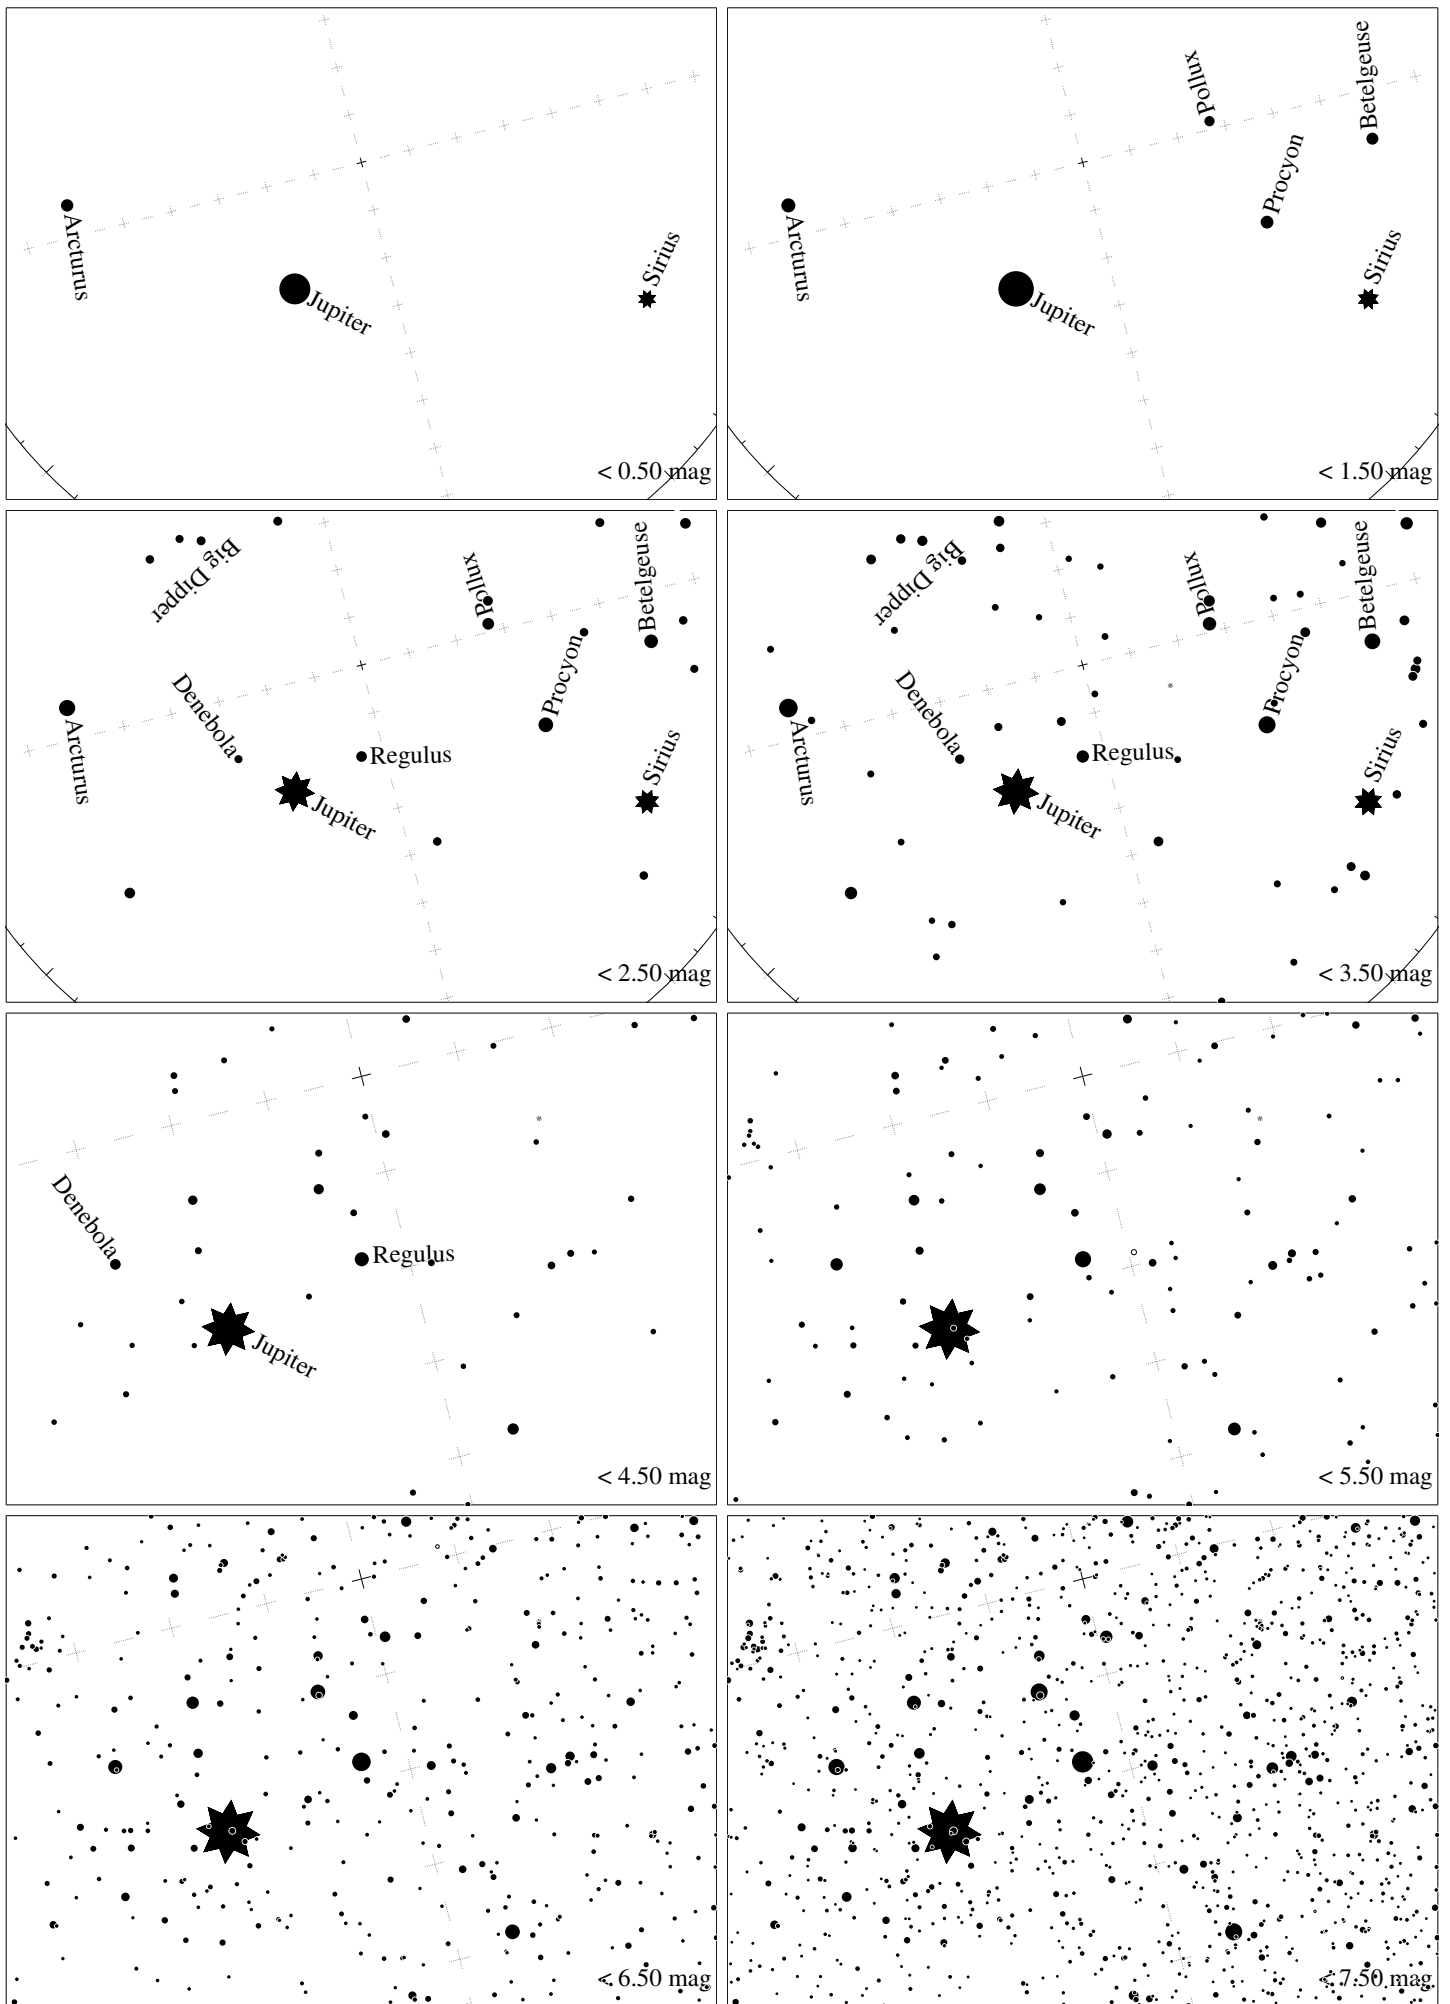 Arcturus
Jupiter
Sirius
< 0.50 mag
Pollux
Betelgeuse
Procyon
Arcturus
Jupiter
Sirius
< 1.50 mag
Big Dipper
Pollux
Betelgeuse
Procyon
Denebola
Arcturus
Regulus
Sirius
Jupiter
< 2.50 mag
Big Dipper
Pollux
Betelgeuse
Procyon
Denebola
Arcturus
Regulus
Sirius
Jupiter
< 3.50 mag
Denebola
Regulus
Jupiter
< 4.50 mag
< 5.50 mag
< 6.50 mag
< 7.50 mag